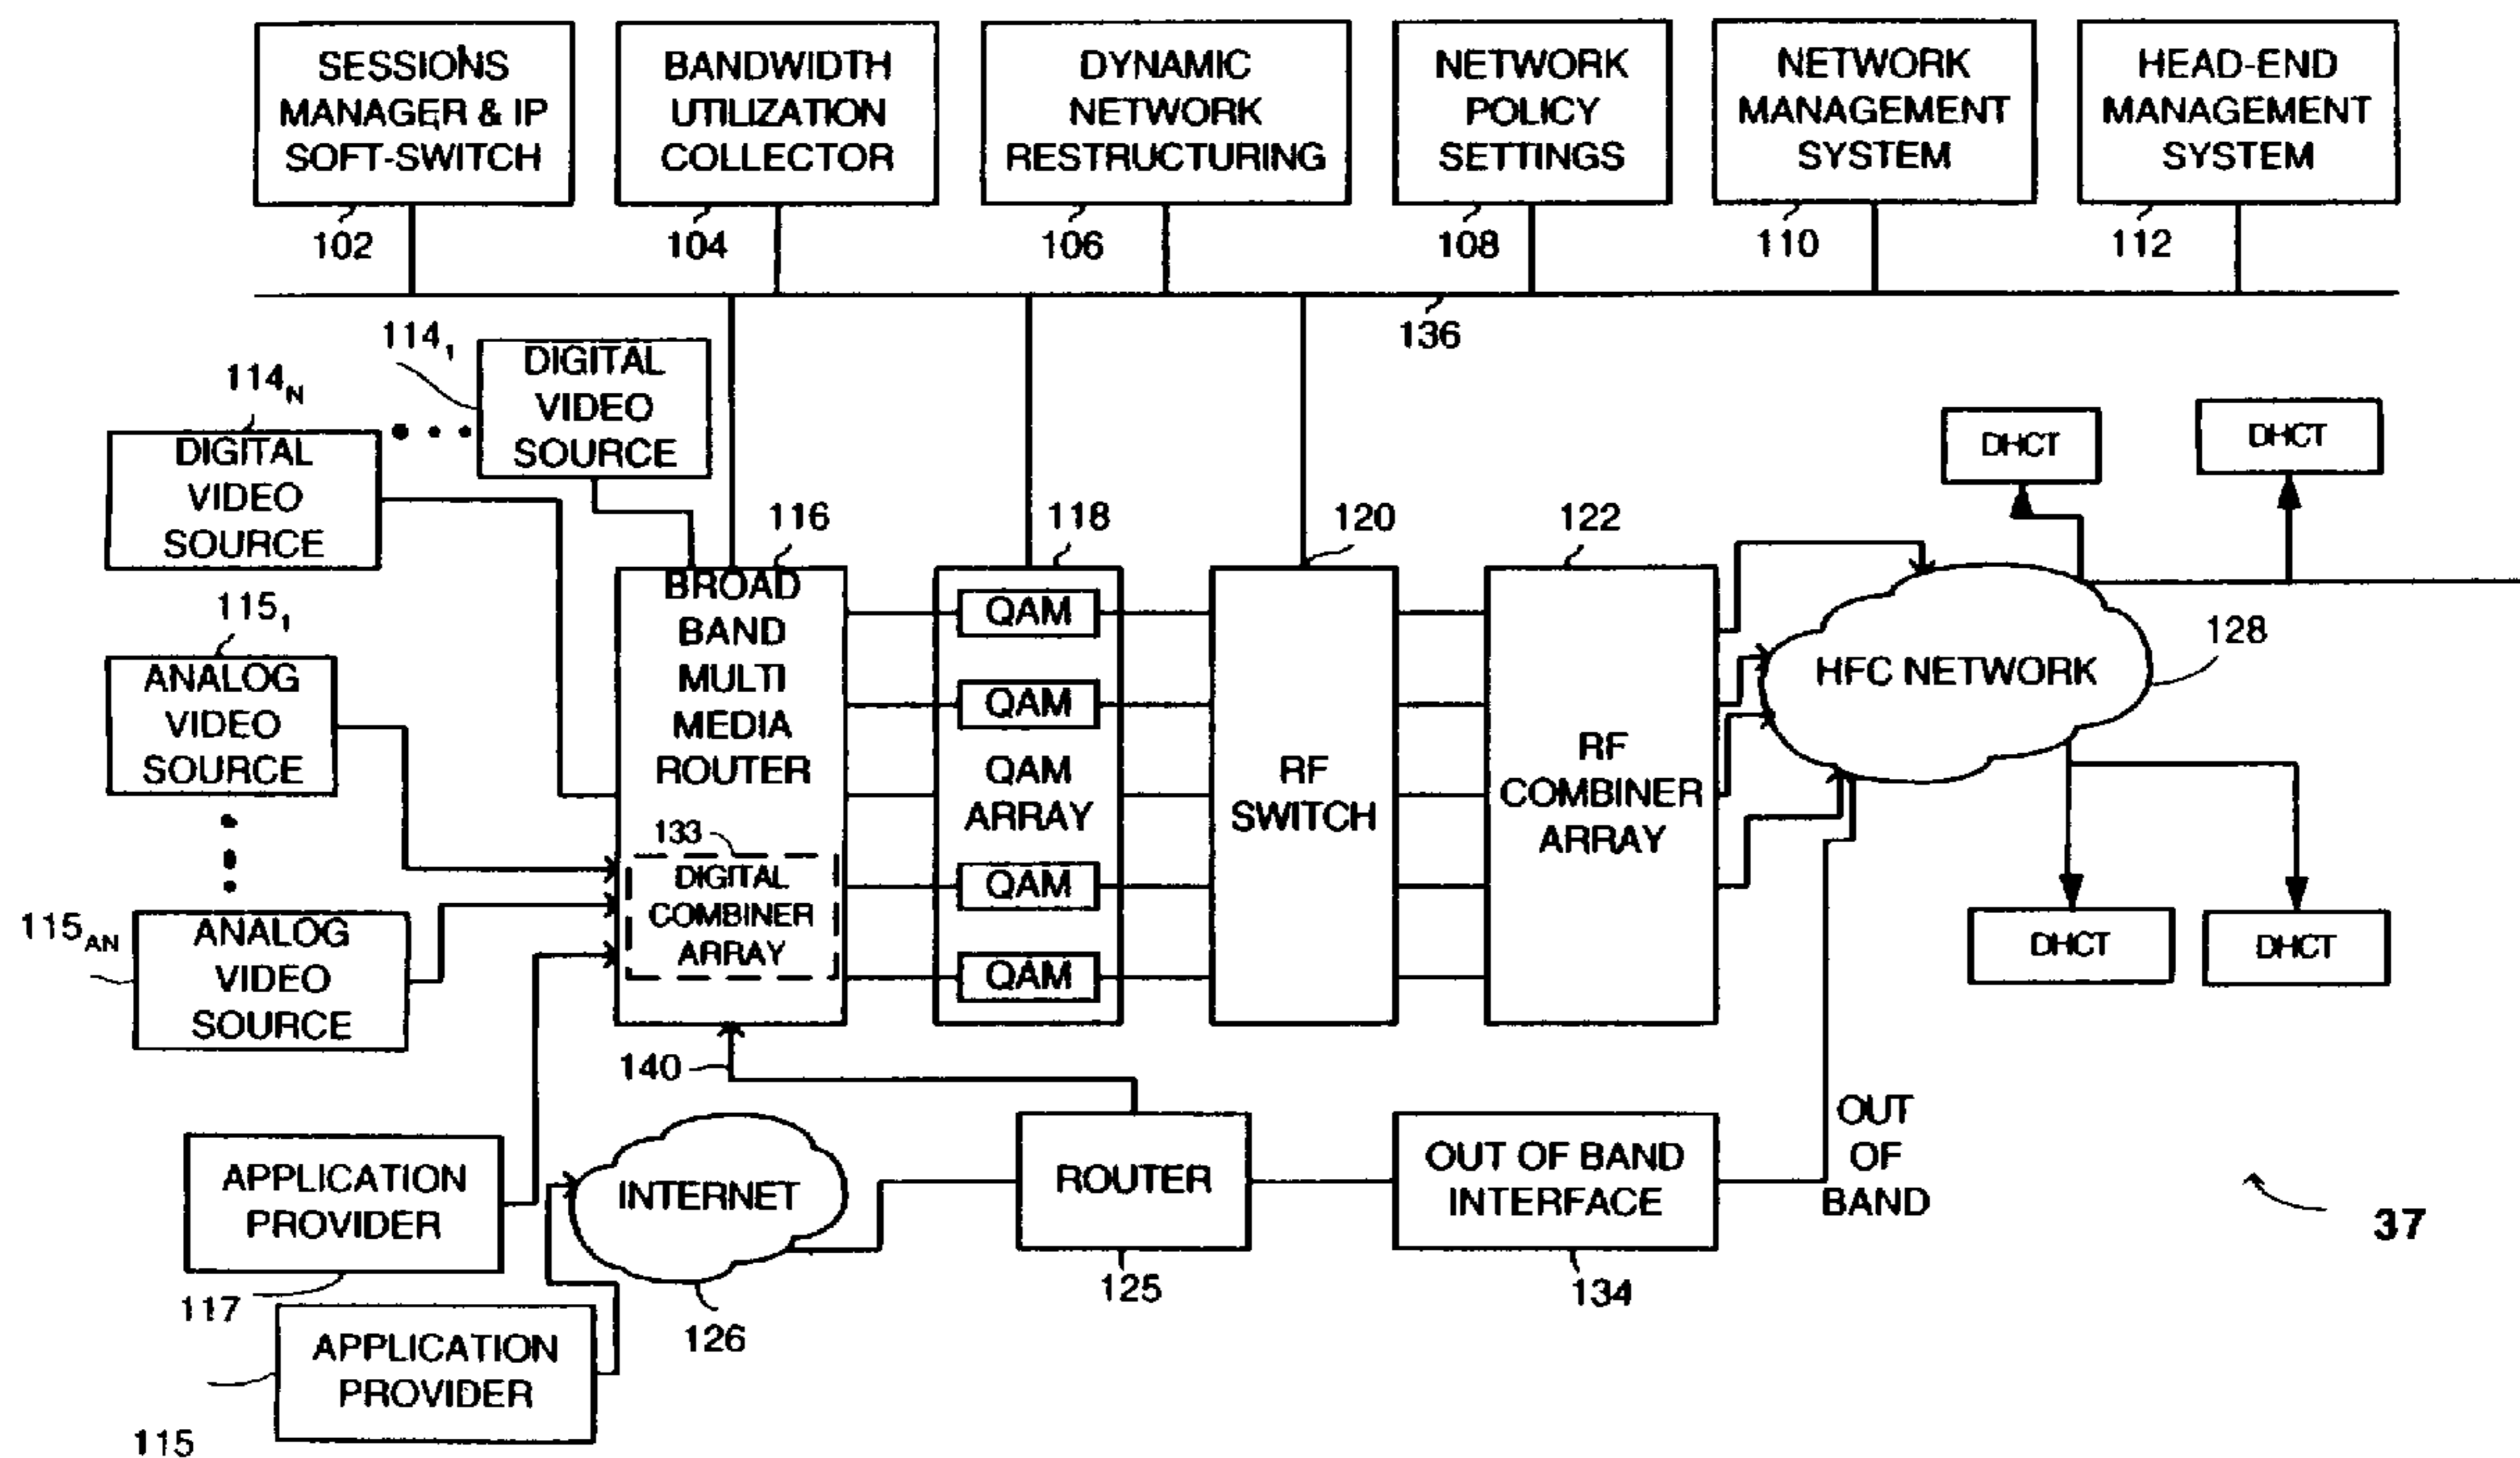 SESSIONS
MANAGER & IP
SOFT-SWITCH
BANDWIDTH
UTILIZATION
COLLECTOR
DYNAMIC
NETWORK
RESTRUCTURING
NETWORK
POLICY
SETTINGS
NETWORK
MANAGEMENT
SYSTEM
HEAD-END
MANAGEMENT
SYSTEM
102
104
106
108
110
112
136
114₁
DIGITAL
VIDEO
SOURCE
114N
DIGITAL
VIDEO
SOURCE
115₁
ANALOG
VIDEO
SOURCE
115AN
ANALOG
VIDEO
SOURCE
116
BROAD
BAND
MULTI
MEDIA
ROUTER
133
DIGITAL
COMBINER
ARRAY
118
QAM
QAM
QAM
ARRAY
QAM
QAM
120
RF
SWITCH
122
RF
COMBINER
ARRAY
DHCT
DHCT
HFC NETWORK
128
DHCT
DHCT
140
APPLICATION
PROVIDER
117
APPLICATION
PROVIDER
115
INTERNET
126
ROUTER
125
OUT OF BAND
INTERFACE
134
OUT
OF
BAND
37